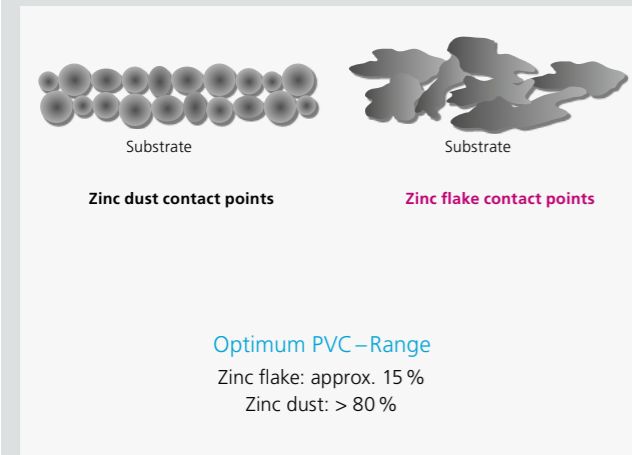 Substrate
Substrate
Zinc dust contact points
Zinc flake contact points
Optimum PVC – Range
Zinc flake: approx. 15 %
Zinc dust: > 80 %